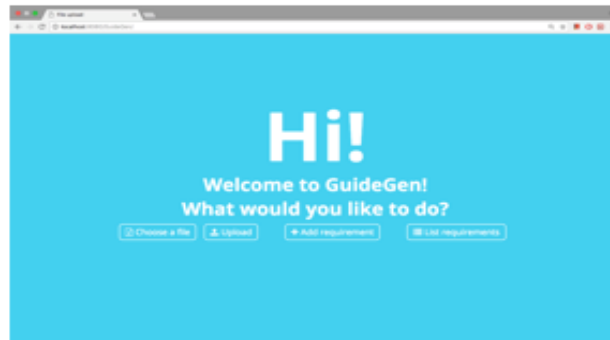 File upload
localhost
Hi!
Welcome to GuideGen!
What would you like to do?
Choose a file Upload + Add requirement List requirements